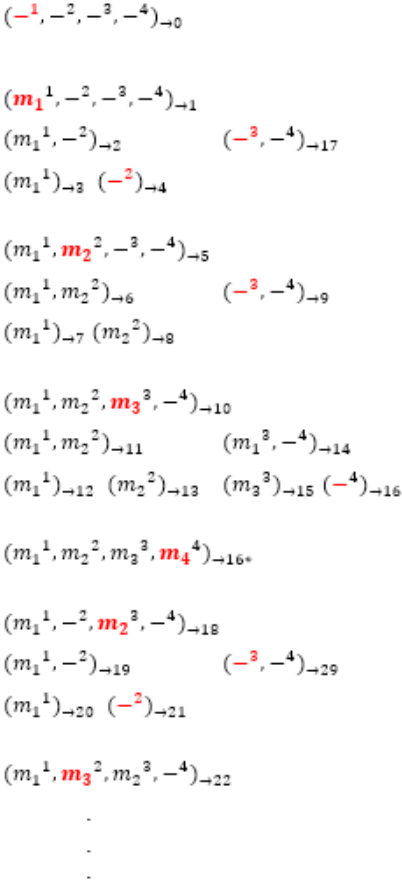 (−¹, −², −³, −⁴)→₀
(m₁¹, −², −³, −⁴)→₁
(m₁¹, −²)→₂ (−³, −⁴)→₁₇
(m₁¹)→₃ (−²)→₄
(m₁¹, m₂², −³, −⁴)→₅
(m₁¹, m₂²)→₆ (−³, −⁴)→₉
(m₁¹)→₇ (m₂²)→₈
(m₁¹, m₂², m₃³, −⁴)→₁₀
(m₁¹, m₂²)→₁₁ (m₁³, −⁴)→₁₄
(m₁¹)→₁₂ (m₂²)→₁₃ (m₃³)→₁₅ (−⁴)→₁₆
(m₁¹, m₂², m₃³, m₄⁴)→₁₆*
(m₁¹, −², m₂³, −⁴)→₁₈
(m₁¹, −²)→₁₉ (−³, −⁴)→₂₉
(m₁¹)→₂₀ (−²)→₂₁
(m₁¹, m₃², m₂³, −⁴)→₂₂
.
.
.